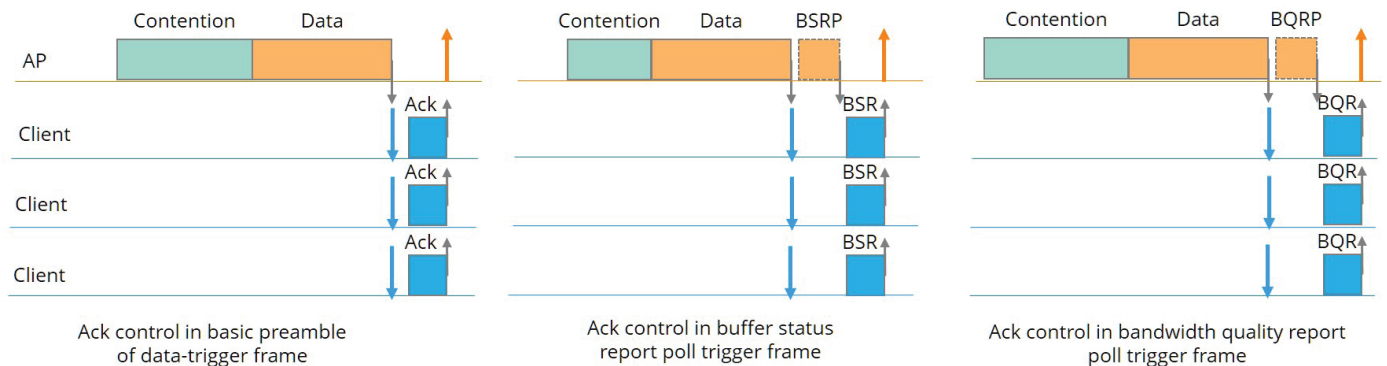 Contention Data
AP
Ack
Client
Ack
Client
Ack
Client
Ack control in basic preamble
of data-trigger frame
Contention Data BSRP
BSR
BSR
BSR
Ack control in buffer status
report poll trigger frame
Contention Data BQRP
BQR
BQR
BQR
Ack control in bandwidth quality report
poll trigger frame